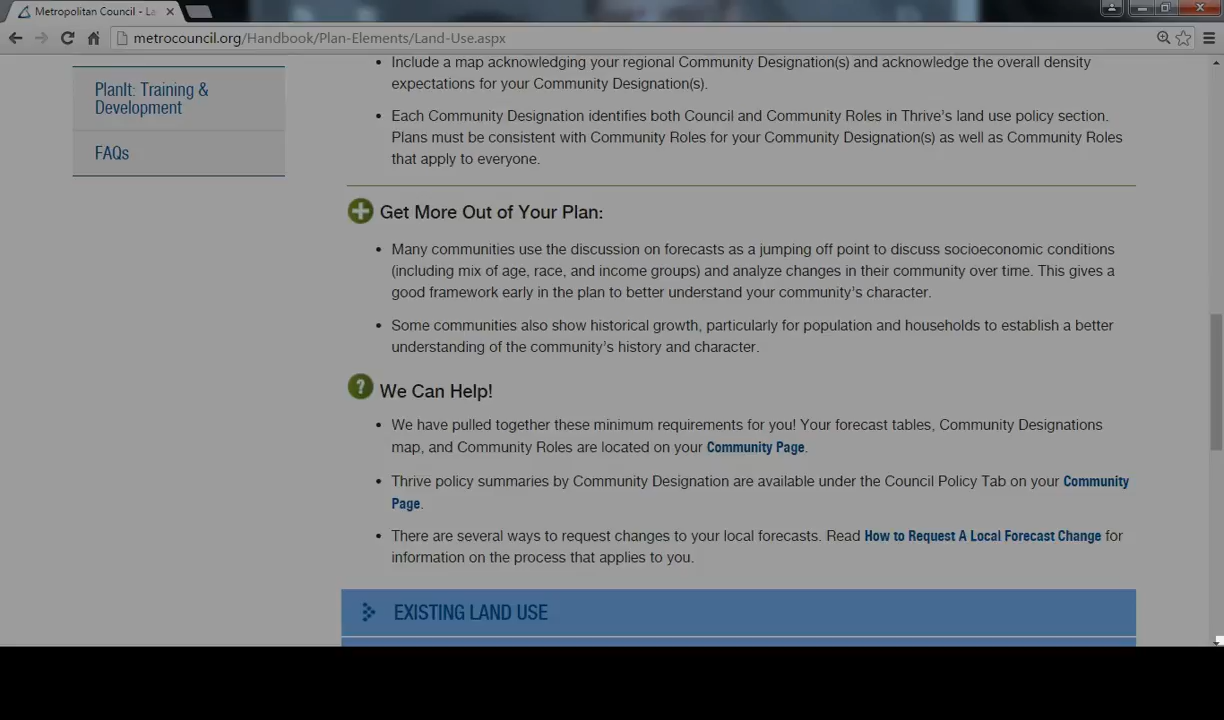 Metropolitan Council - La
metrocouncil.org/Handbook/Plan-Elements/Land-Use.aspx
PlanIt: Training &
Development
FAQs
• Include a map acknowledging your regional Community Designation(s) and acknowledge the overall density
expectations for your Community Designation(s).
• Each Community Designation identifies both Council and Community Roles in Thrive's land use policy section.
Plans must be consistent with Community Roles for your Community Designation(s) as well as Community Roles
that apply to everyone.
Get More Out of Your Plan:
• Many communities use the discussion on forecasts as a jumping off point to discuss socioeconomic conditions
(including mix of age, race, and income groups) and analyze changes in their community over time. This gives a
good framework early in the plan to better understand your community's character.
• Some communities also show historical growth, particularly for population and households to establish a better
understanding of the community's history and character.
We Can Help!
• We have pulled together these minimum requirements for you! Your forecast tables, Community Designations
map, and Community Roles are located on your Community Page.
• Thrive policy summaries by Community Designation are available under the Council Policy Tab on your Community
Page.
• There are several ways to request changes to your local forecasts. Read How to Request A Local Forecast Change for
information on the process that applies to you.
EXISTING LAND USE